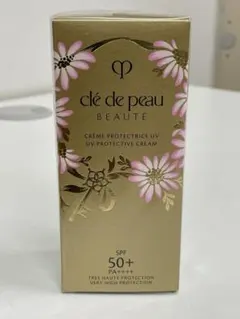 clé de peau
BEAUTÉ
CRÈME PROTECTRICE UV
UV PROTECTIVE CREAM
SPF
50+
PA++++
TRÈS HAUTE PROTECTION
VERY HIGH PROTECTION